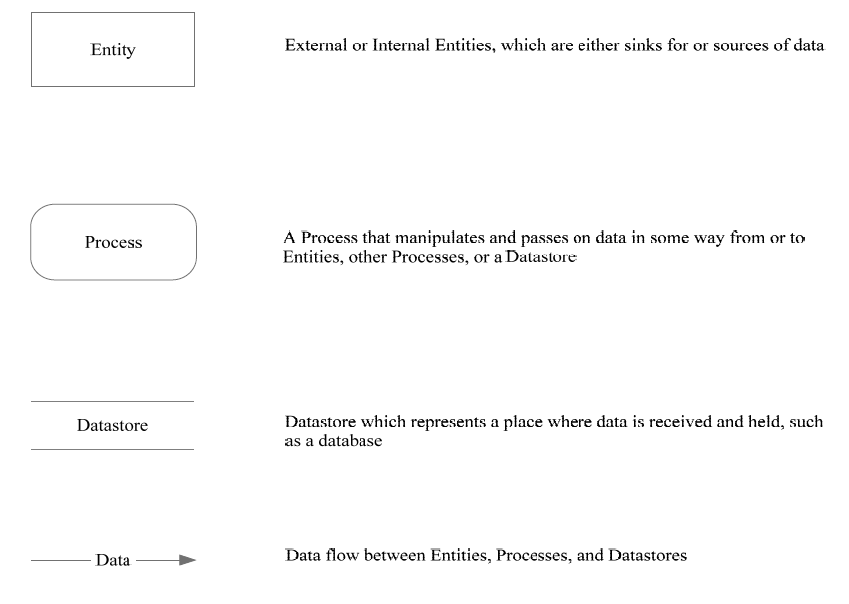 Entity
External or Internal Entities, which are either sinks for or sources of data
Process
A Process that manipulates and passes on data in some way from or to
Entities, other Processes, or a Datastore
Datastore
Datastore which represents a place where data is received and held, such
as a database
Data
Data flow between Entities, Processes, and Datastores